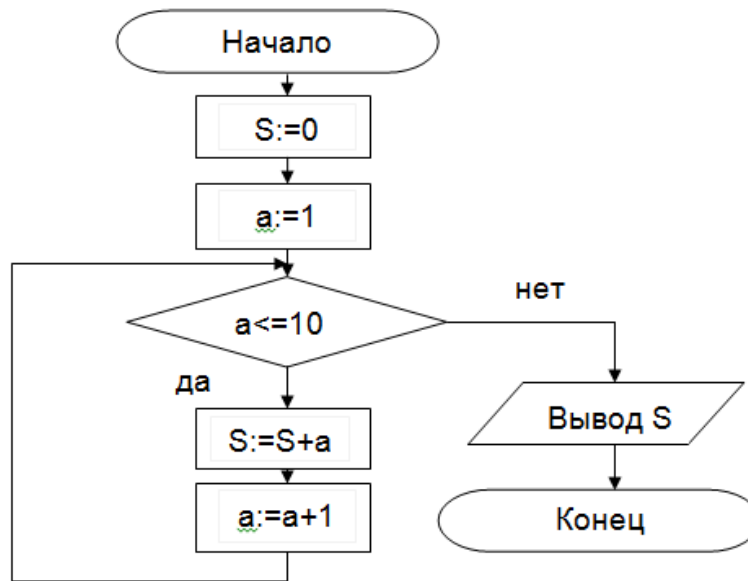 Начало
S:=0
a:=1
a<=10
нет
да
S:=S+a
Вывод S
a:=a+1
Конец